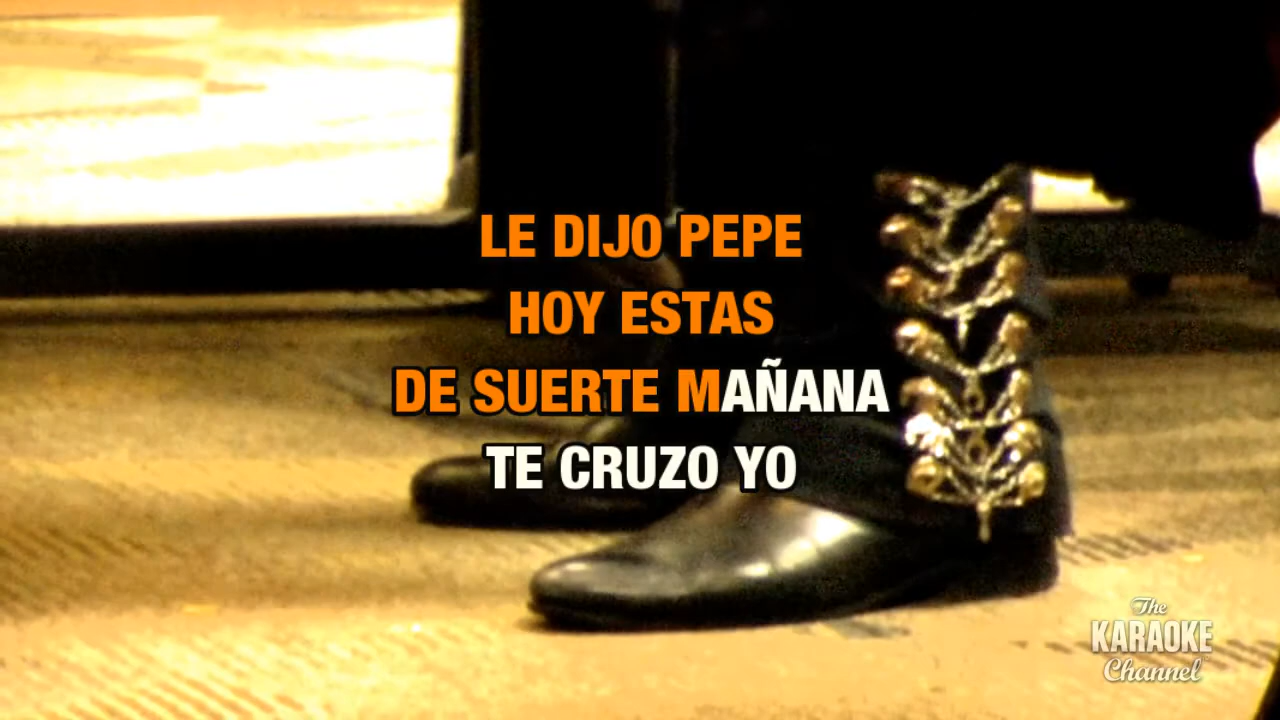 LE DIJO PEPE
HOY ESTAS
DE SUERTE MAÑANA
TE CRUZO YO
The
KARAOKE
Channel